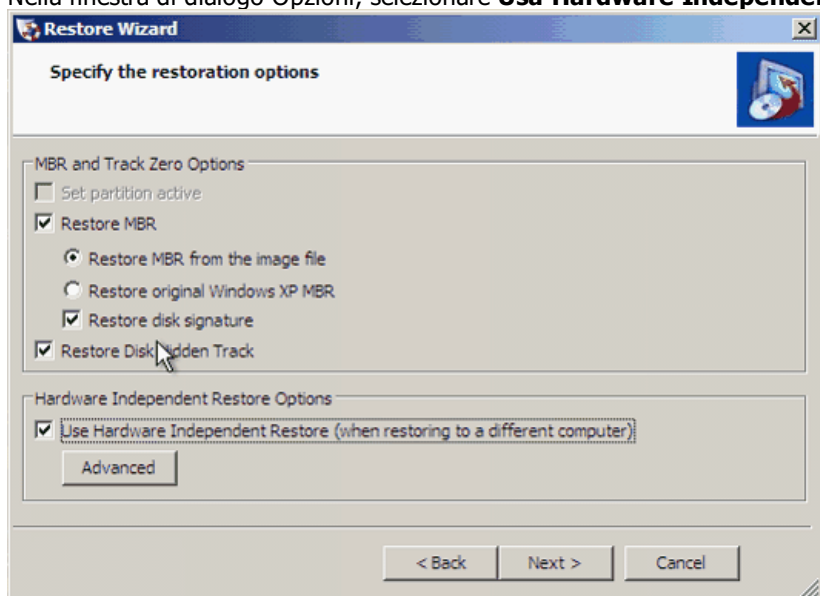 Nella finestra di dialogo Opzioni, selezionare Usa Hardware Independe
Restore Wizard
Specify the restoration options
MBR and Track Zero Options
Set partition active
Restore MBR
Restore MBR from the image file
Restore original Windows XP MBR
Restore disk signature
Restore Disk Hidden Track
Hardware Independent Restore Options
Use Hardware Independent Restore (when restoring to a different computer)
Advanced
< Back
Next >
Cancel